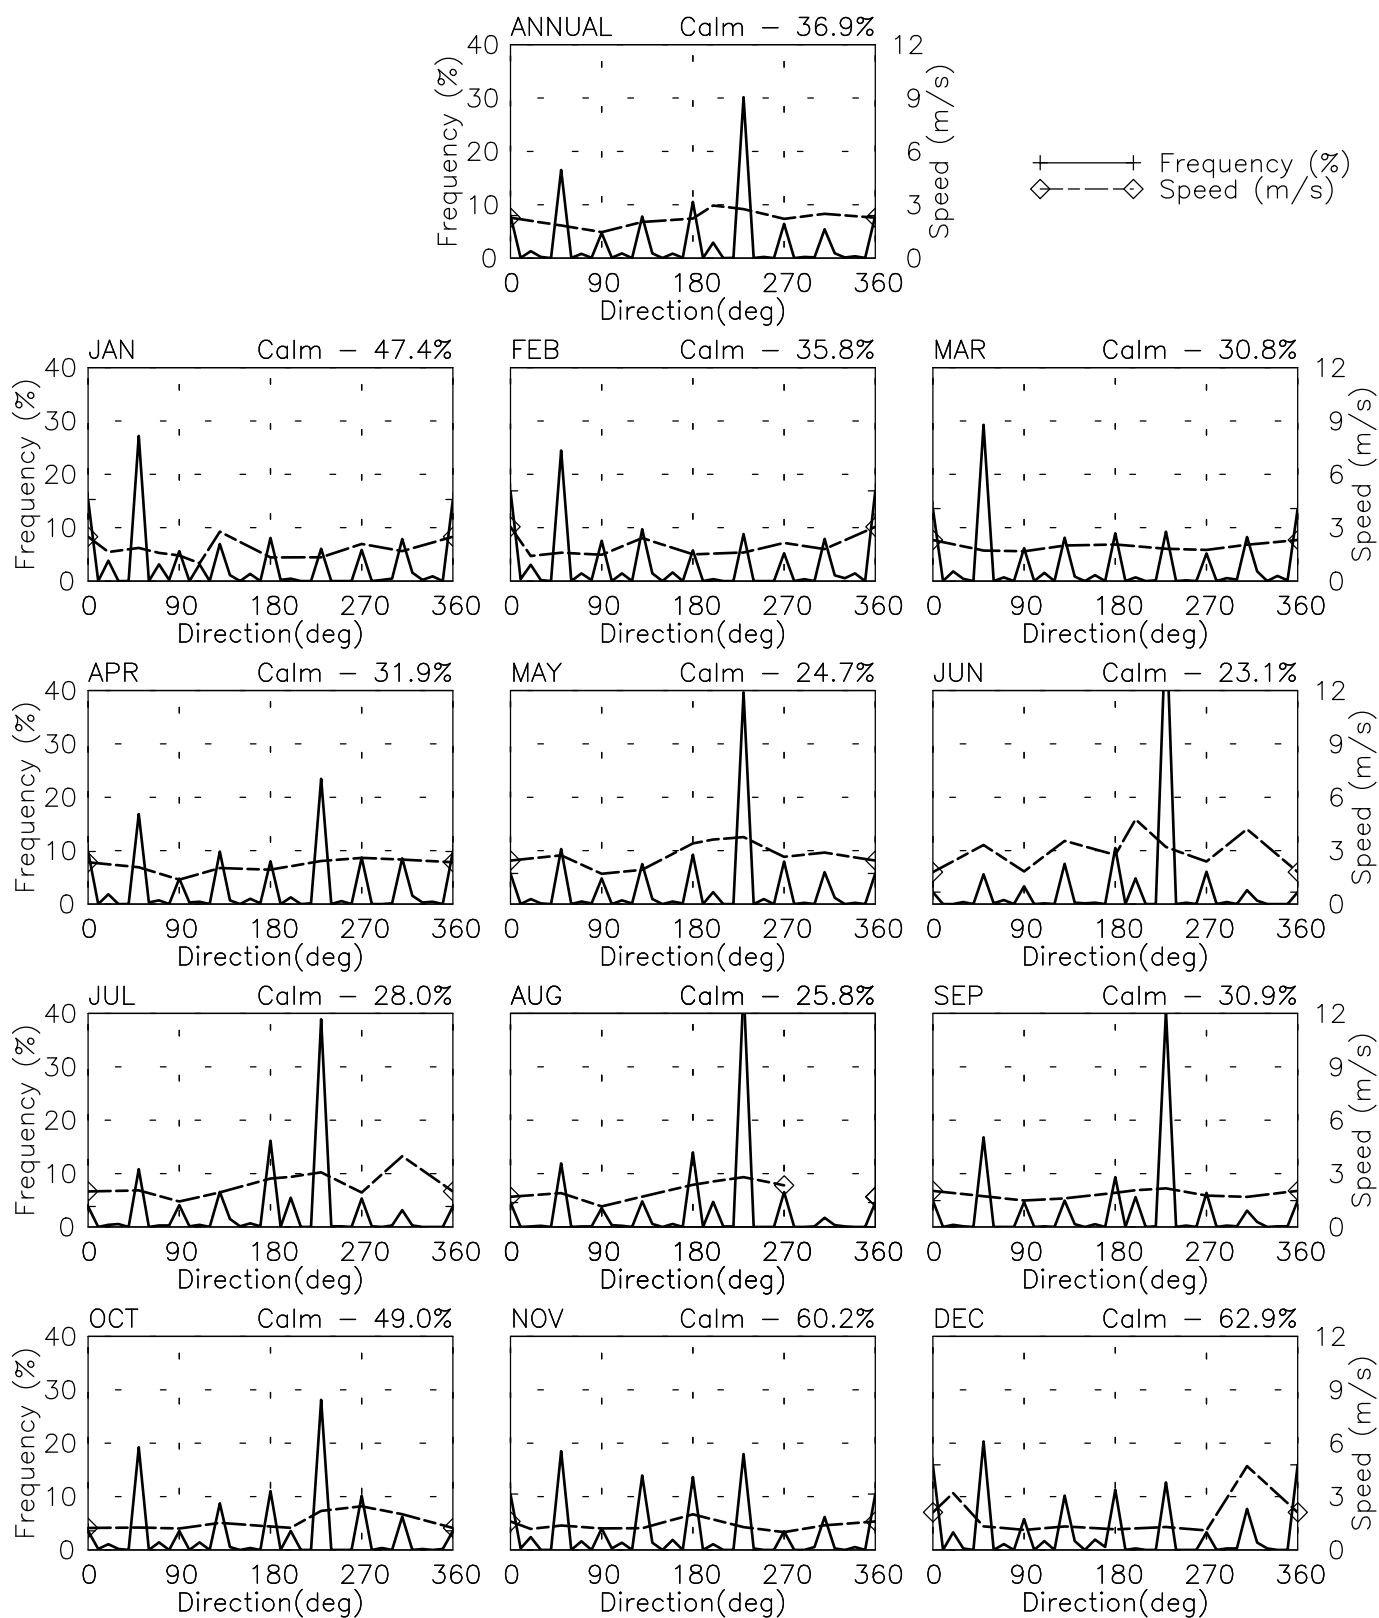 ANNUAL Calm - 36.9%
40 12
30 9
20 6
10 3
0 0
Frequency (%)
Speed (m/s)
0 90 180 270 360
Direction(deg)
Frequency (%)
Speed (m/s)
JAN Calm - 47.4% FEB Calm - 35.8% MAR Calm - 30.8%
40 12
30 9
20 6
10 3
0 0
Frequency (%)
Speed (m/s)
0 90 180 270 360 0 90 180 270 360 0 90 180 270 360
Direction(deg) Direction(deg) Direction(deg)
APR Calm - 31.9% MAY Calm - 24.7% JUN Calm - 23.1%
40 12
30 9
20 6
10 3
0 0
Frequency (%)
Speed (m/s)
0 90 180 270 360 0 90 180 270 360 0 90 180 270 360
Direction(deg) Direction(deg) Direction(deg)
JUL Calm - 28.0% AUG Calm - 25.8% SEP Calm - 30.9%
40 12
30 9
20 6
10 3
0 0
Frequency (%)
Speed (m/s)
0 90 180 270 360 0 90 180 270 360 0 90 180 270 360
Direction(deg) Direction(deg) Direction(deg)
OCT Calm - 49.0% NOV Calm - 60.2% DEC Calm - 62.9%
40 12
30 9
20 6
10 3
0 0
Frequency (%)
Speed (m/s)
0 90 180 270 360 0 90 180 270 360 0 90 180 270 360
Direction(deg) Direction(deg) Direction(deg)